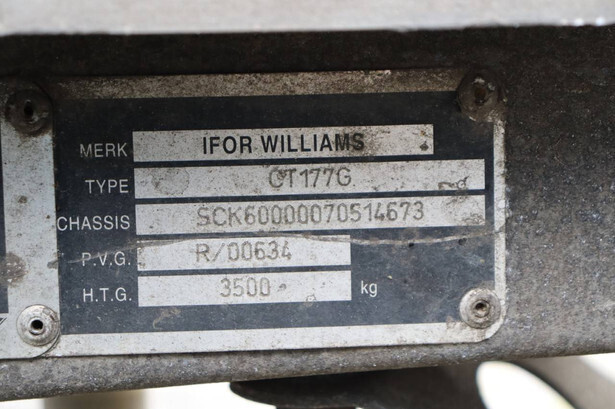 MERK IFOR WILLIAMS
TYPE CT177G
CHASSIS SCK60000070514673
P.V.G. R/00634
H.T.G. 3500 kg